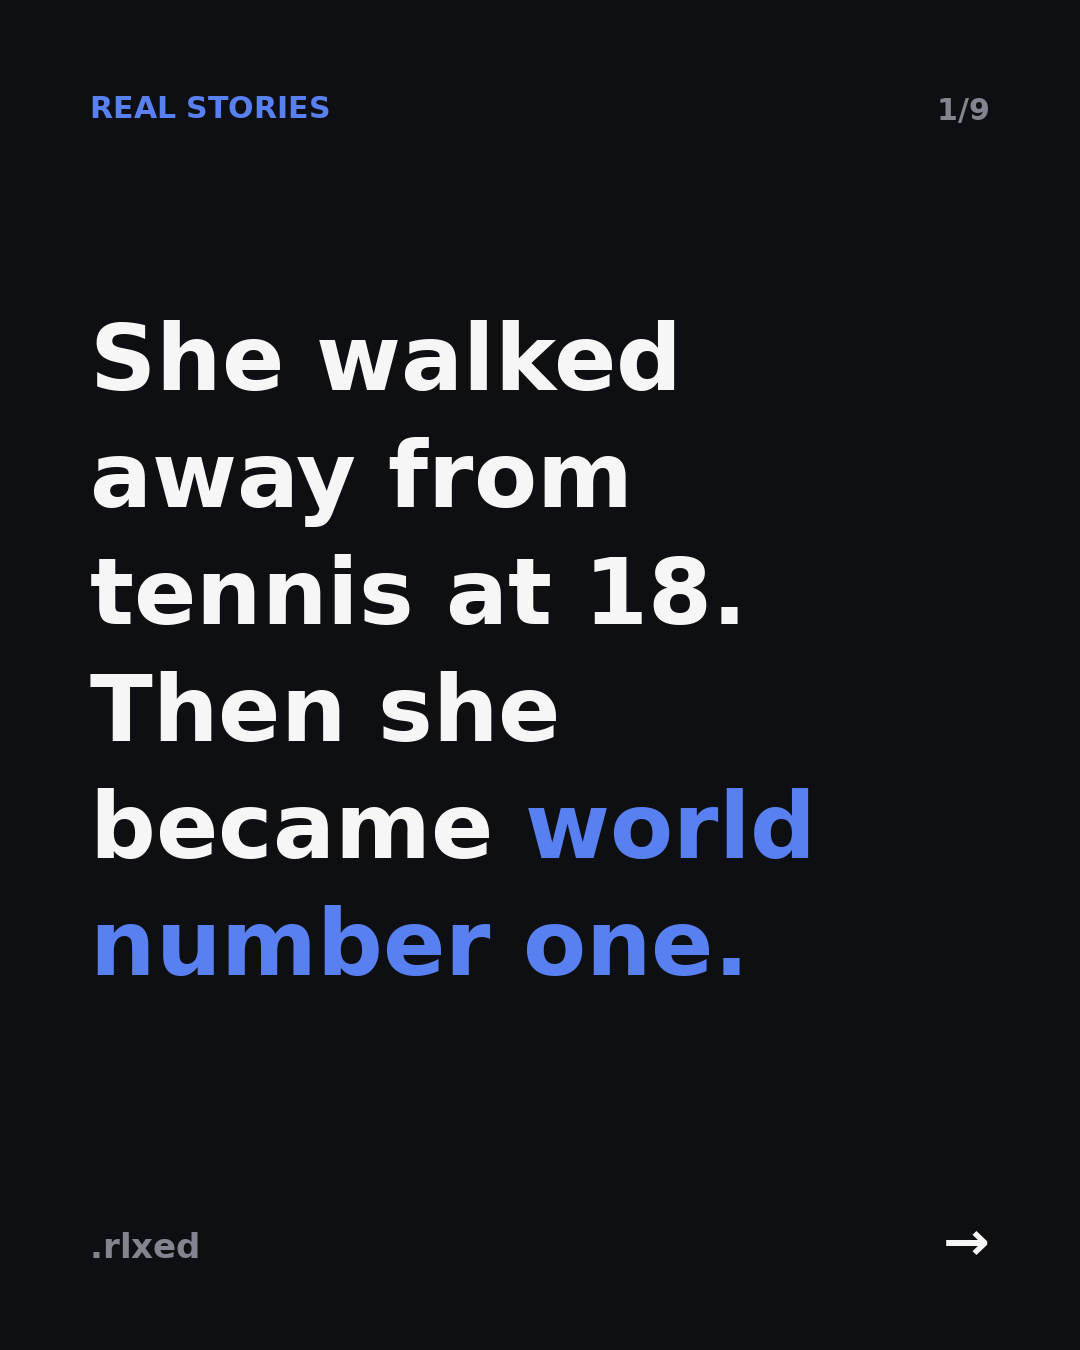 REAL STORIES
1/9
She walked
away from
tennis at 18.
Then she
became world
number one.
.rlxed
→